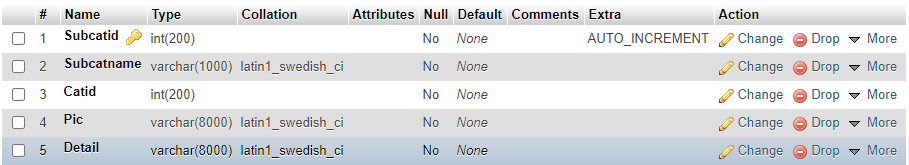 # Name Type Collation Attributes Null Default Comments Extra Action
1 Subcatid int(200) No None AUTO_INCREMENT Change Drop More
2 Subcatname varchar(1000) latin1_swedish_ci No None Change Drop More
3 Catid int(200) No None Change Drop More
4 Pic varchar(8000) latin1_swedish_ci No None Change Drop More
5 Detail varchar(8000) latin1_swedish_ci No None Change Drop More